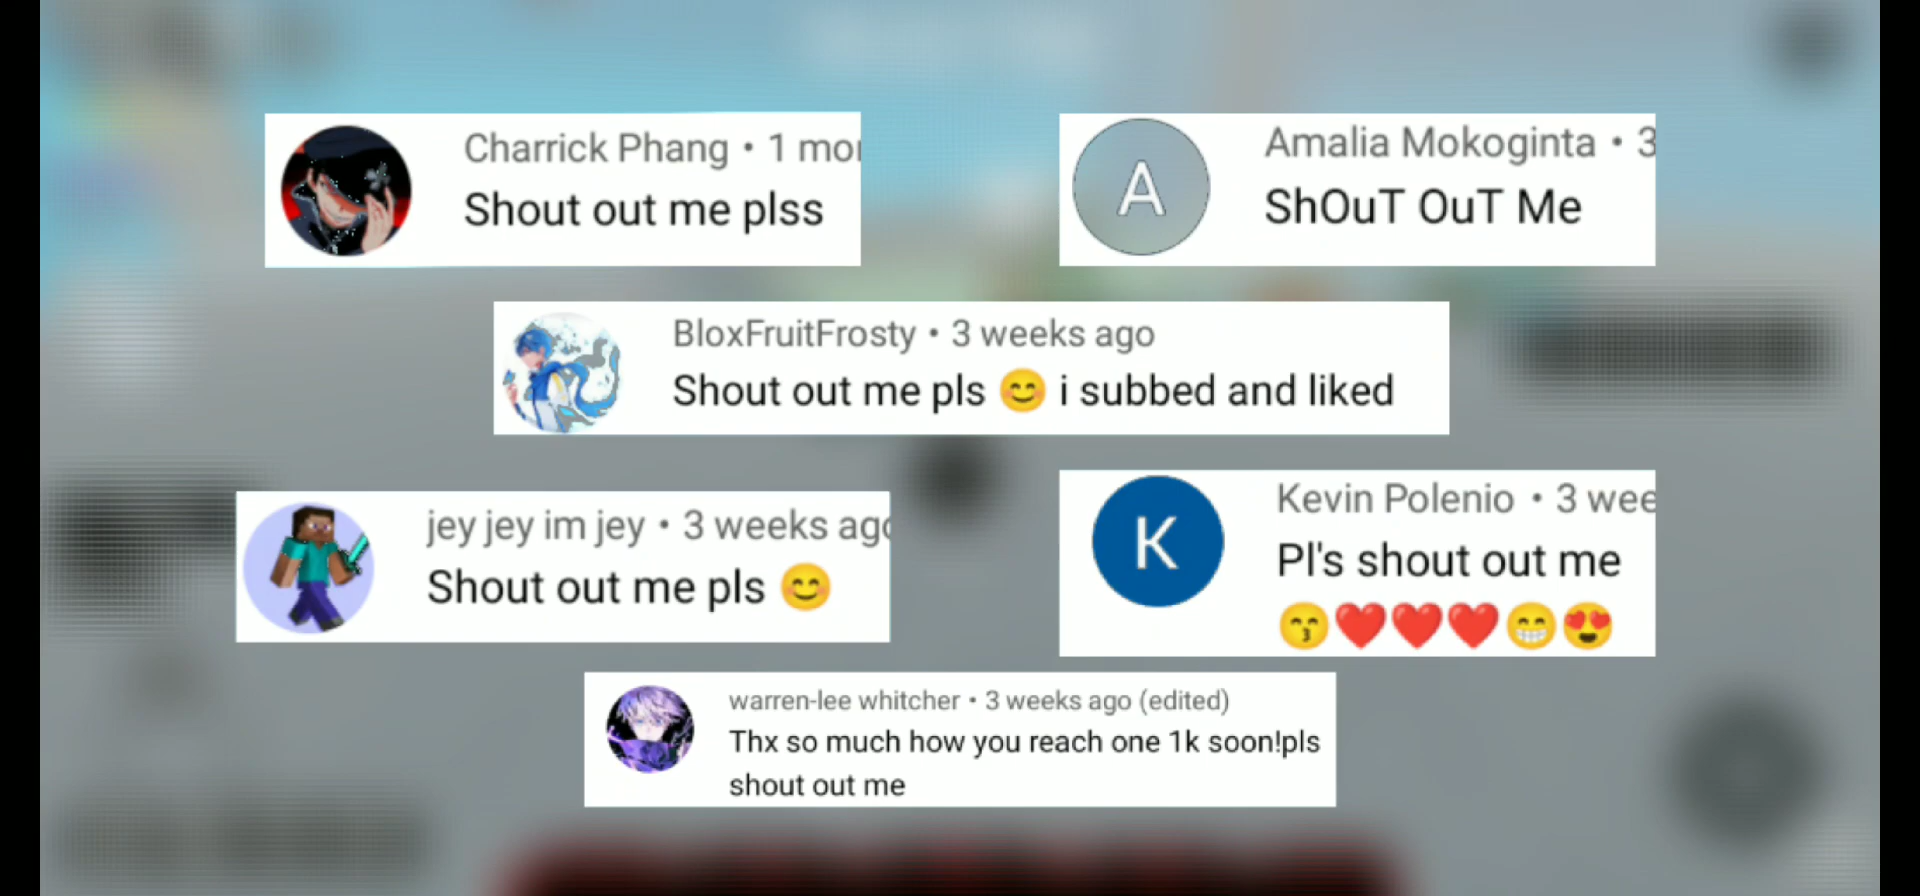 Charrick Phang • 1 mo
Shout out me plss
A
Amalia Mokoginta • 3
ShOuT OuT Me
BloxFruitFrosty • 3 weeks ago
Shout out me pls 😊 i subbed and liked
jey jey im jey • 3 weeks ago
Shout out me pls 😊
K
Kevin Polenio • 3 wee
Pl's shout out me
😙❤️❤️❤️😁😍
warren-lee whitcher • 3 weeks ago (edited)
Thx so much how you reach one 1k soon!pls
shout out me